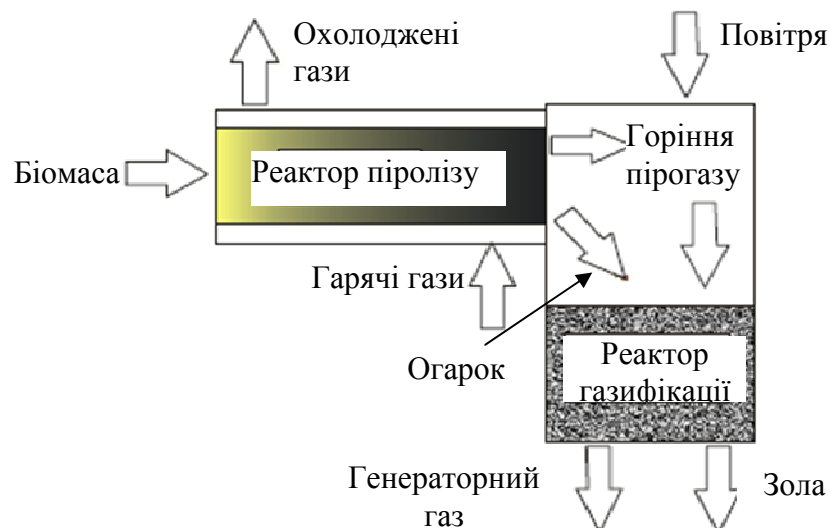 Охолоджені
гази
Повітря
Біомаса
Реактор піролізу
Горіння
пірогазу
Гарячі гази
Огарок
Реактор
газифікації
Генераторний
газ
Зола